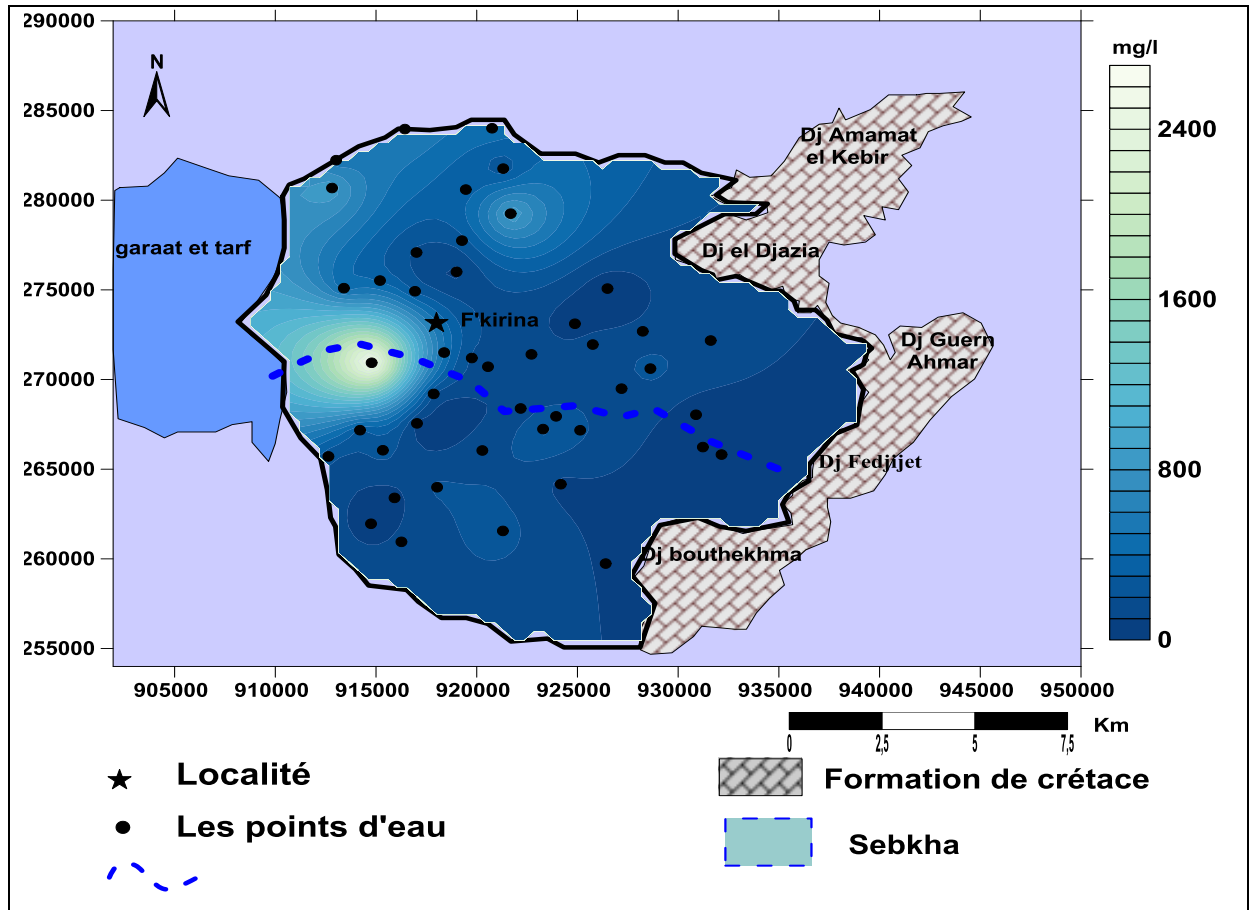 290000
285000
280000
275000
270000
265000
260000
255000
N
garaat et tarf
F'kirina
Dj Amamat
el Kebir
Dj el Djazia
Dj Guern
Ahmar
Dj Fedjijet
Dj bouthekhma
905000 910000 915000 920000 925000 930000 935000 940000 945000 950000
mg/l
2400
1600
800
0
0 2,5 5 7,5 Km
Localité
Les points d'eau
Formation de crétace
Sebkha